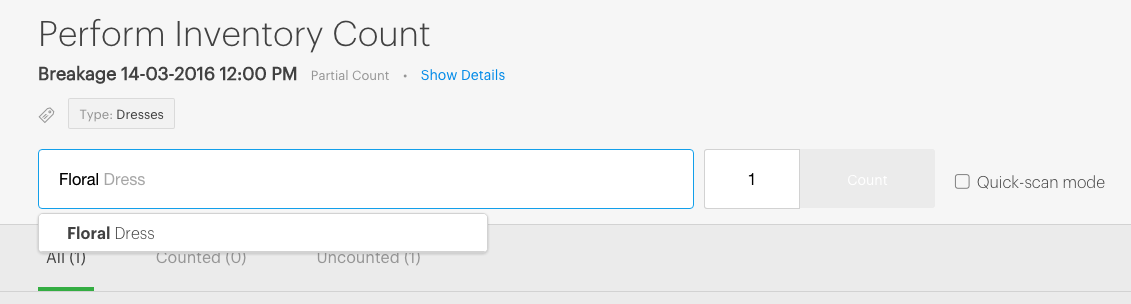 Perform Inventory Count
Breakage 14-03-2016 12:00 PM Partial Count • Show Details
Type: Dresses
Floral Dress 1 Count Quick-scan mode
Floral Dress
All (1) Counted (0) Uncounted (1)